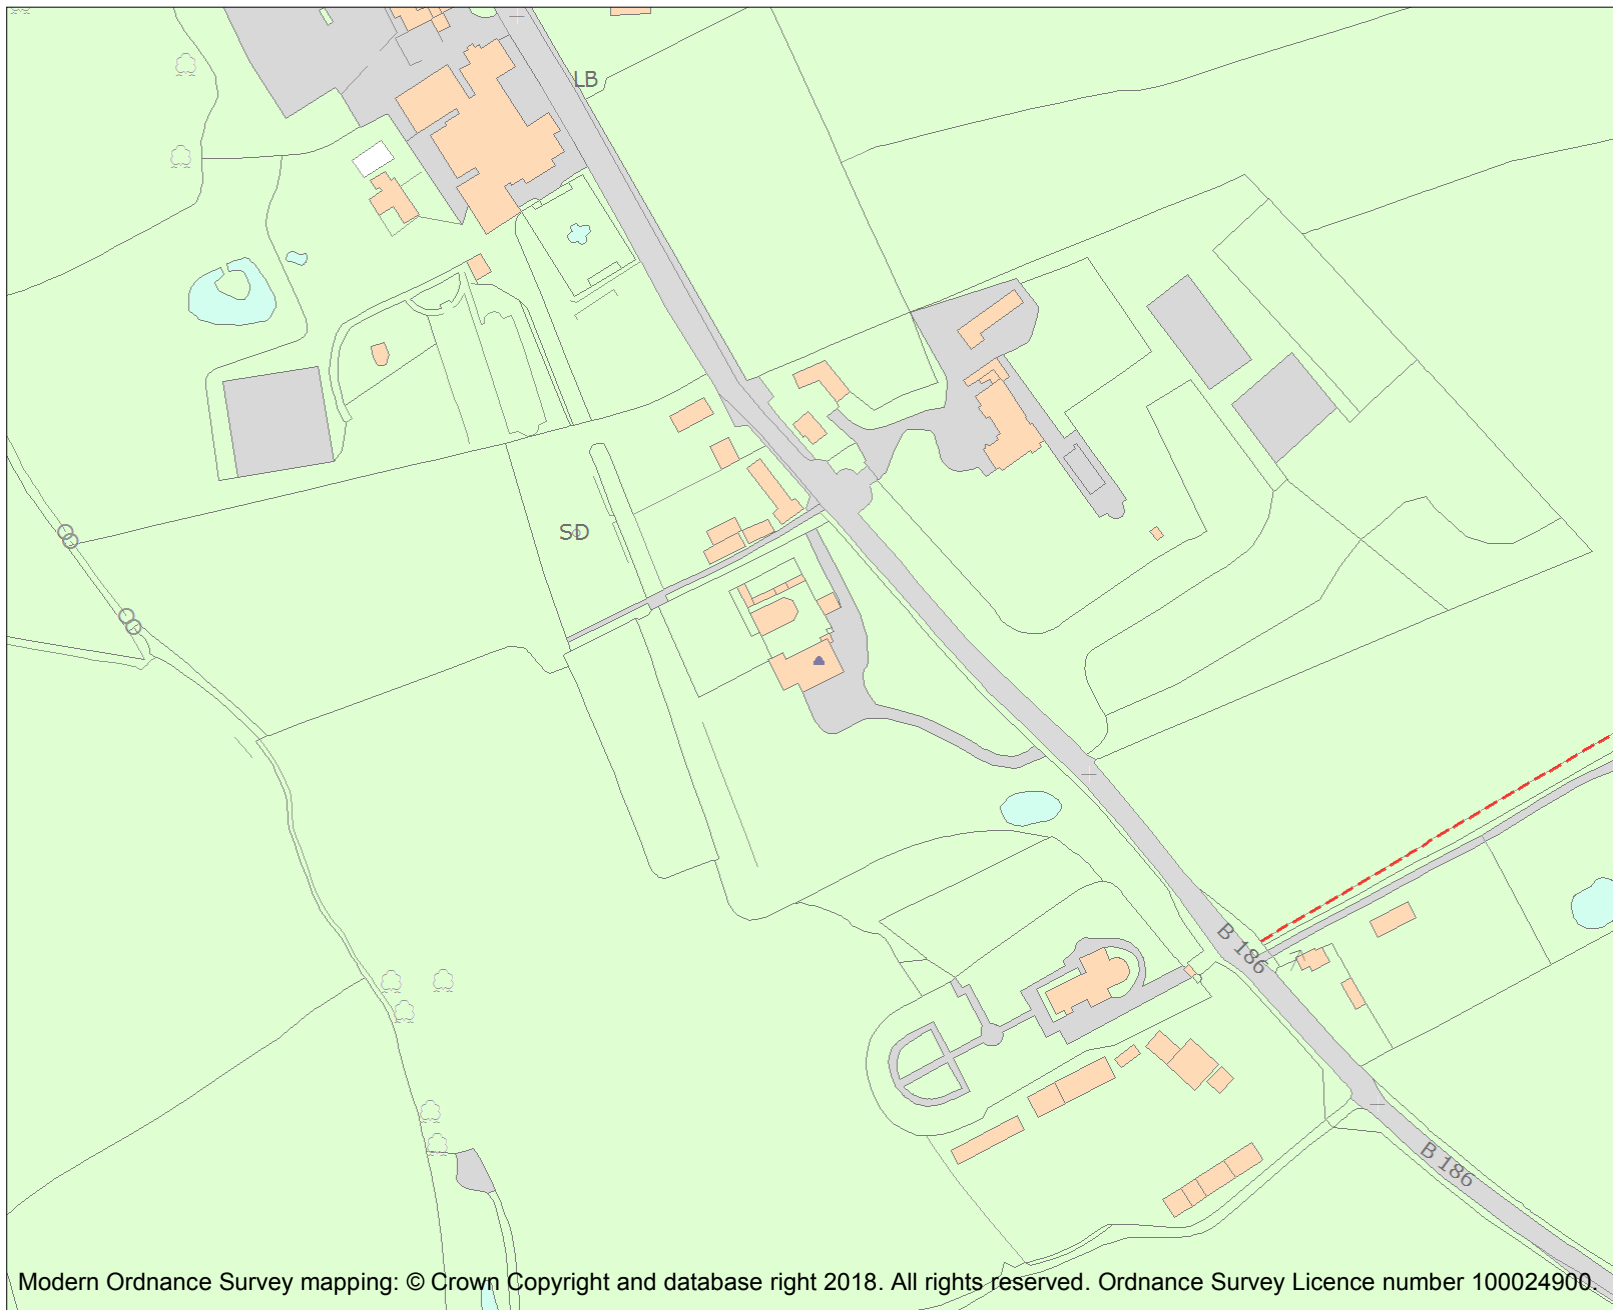 LB
SD
B 186
B 186
Modern Ordnance Survey mapping: © Crown Copyright and database right 2018. All rights reserved. Ordnance Survey Licence number 100024900.